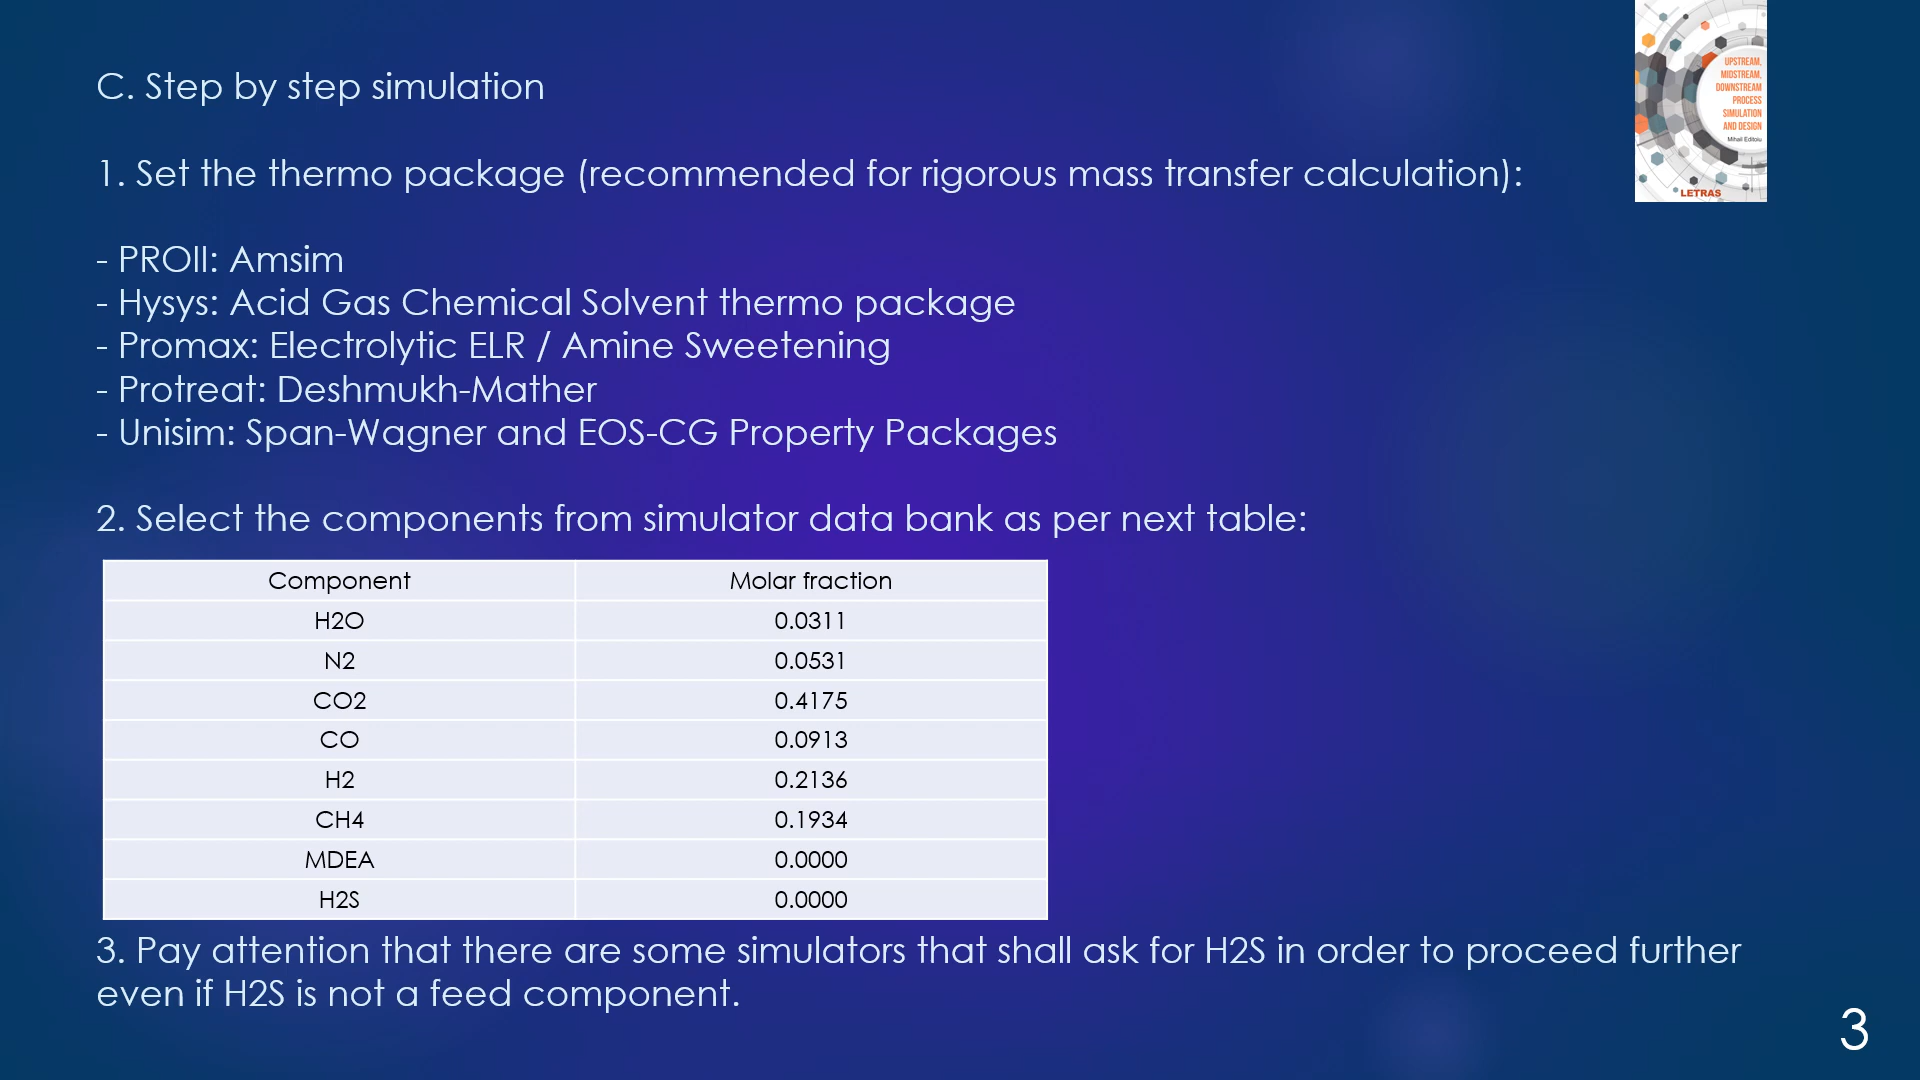 C. Step by step simulation
UPSTREAM,
MIDSTREAM,
DOWNSTREAM
PROCESS
SIMULATION
AND DESIGN
Mihail Editoiu
LETRAS
1. Set the thermo package (recommended for rigorous mass transfer calculation):
- PROII: Amsim
- Hysys: Acid Gas Chemical Solvent thermo package
- Promax: Electrolytic ELR / Amine Sweetening
- Protreat: Deshmukh-Mather
- Unisim: Span-Wagner and EOS-CG Property Packages
2. Select the components from simulator data bank as per next table:
Component Molar fraction
H2O 0.0311
N2 0.0531
CO2 0.4175
CO 0.0913
H2 0.2136
CH4 0.1934
MDEA 0.0000
H2S 0.0000
3. Pay attention that there are some simulators that shall ask for H2S in order to proceed further
even if H2S is not a feed component.
3